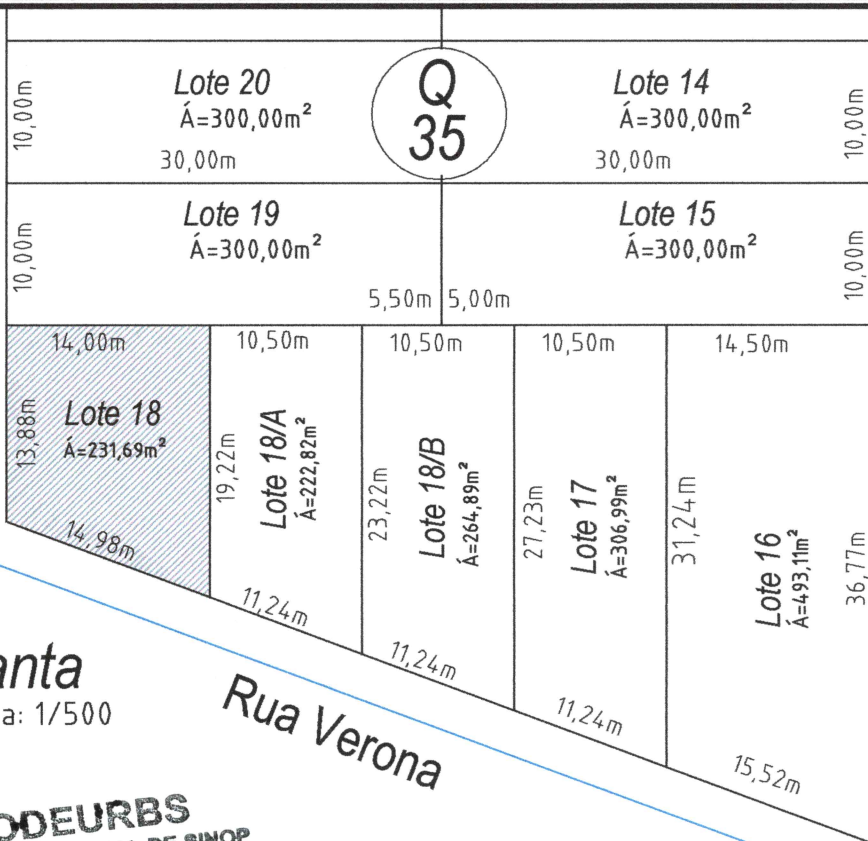 Lote 20
Á=300,00m²
10,00m
30,00m
Q
35
Lote 14
Á=300,00m²
10,00m
30,00m
Lote 19
Á=300,00m²
10,00m
5,50m
Lote 15
Á=300,00m²
10,00m
5,00m
14,00m
13,88m
Lote 18
Á=231,69m²
14,98m
10,50m
19,22m
Lote 18/A
Á=222,82m²
11,24m
10,50m
23,22m
Lote 18/B
Á=264,89m²
11,24m
10,50m
27,23m
Lote 17
Á=306,99m²
11,24m
14,50m
31,24m
Lote 16
Á=493,11m²
36,77m
15,52m
Rua Verona
anta
a: 1/500
ODEURBS
DE SINOP